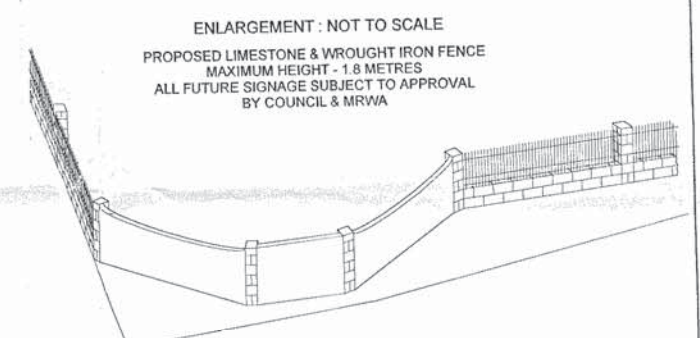 ENLARGEMENT : NOT TO SCALE
PROPOSED LIMESTONE & WROUGHT IRON FENCE
MAXIMUM HEIGHT - 1.8 METRES
ALL FUTURE SIGNAGE SUBJECT TO APPROVAL
BY COUNCIL & MRWA